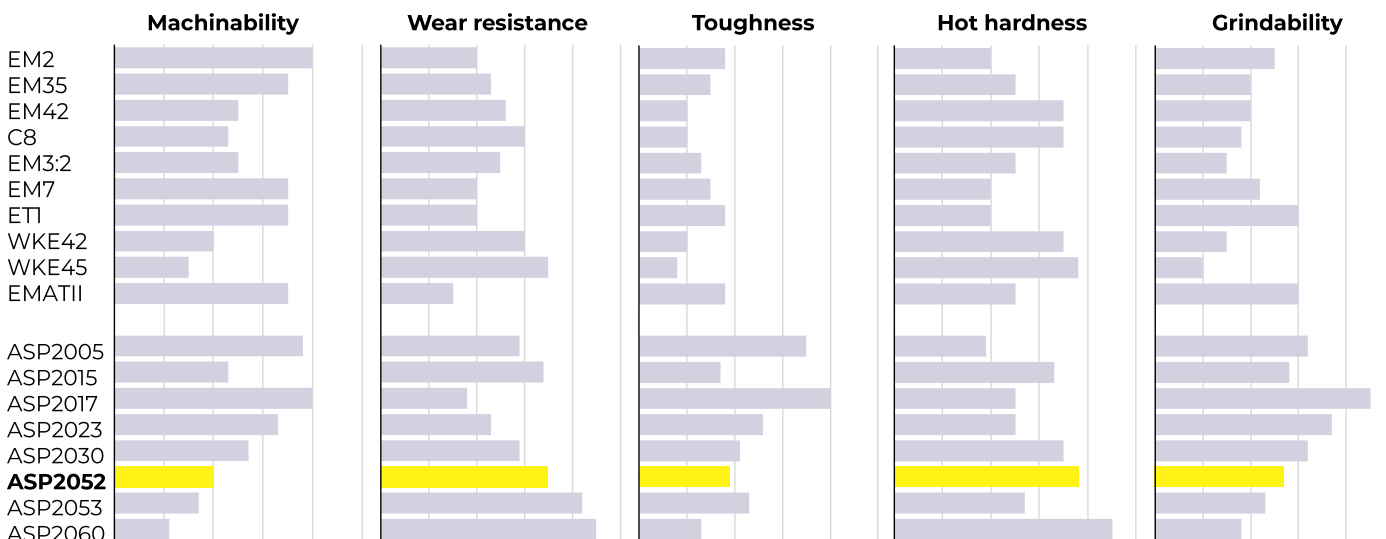 Machinability Wear resistance Toughness Hot hardness Grindability
EM2
EM35
EM42
C8
EM3:2
EM7
ET1
WKE42
WKE45
EMATII
ASP2005
ASP2015
ASP2017
ASP2023
ASP2030
ASP2052
ASP2053
ASP2060